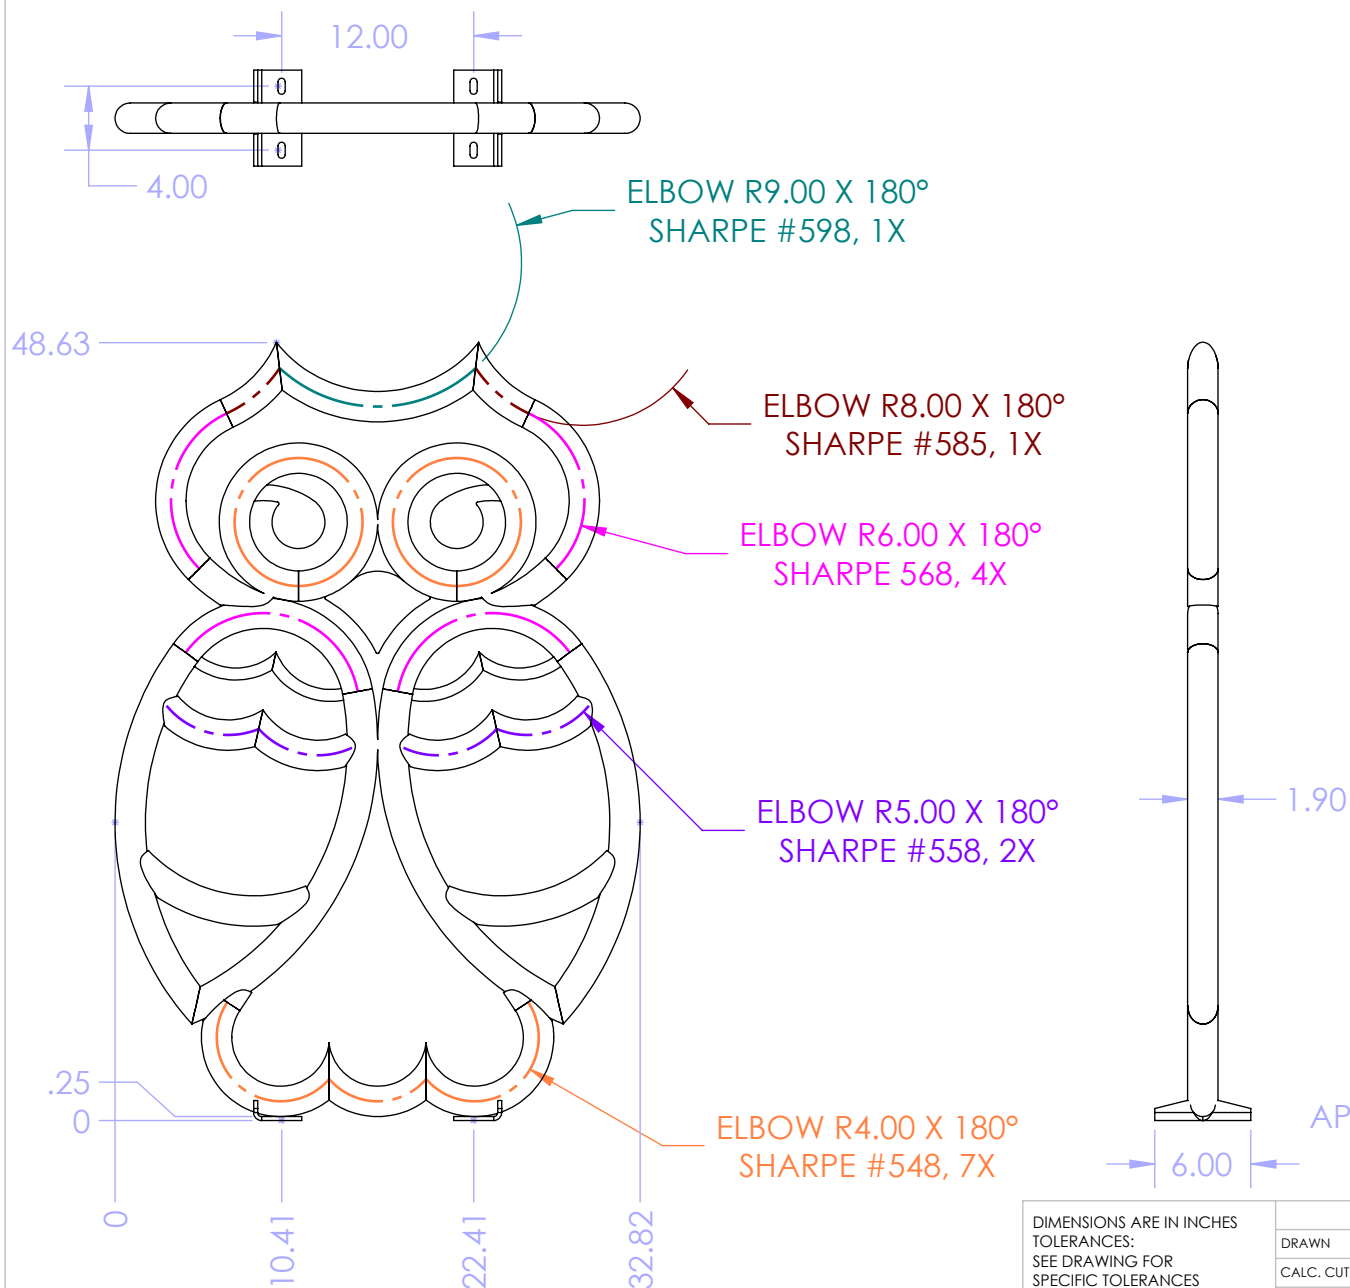 12.00
4.00
ELBOW R9.00 X 180°
SHARPE #598, 1X
48.63
ELBOW R8.00 X 180°
SHARPE #585, 1X
ELBOW R6.00 X 180°
SHARPE 568, 4X
1.90
ELBOW R5.00 X 180°
SHARPE #558, 2X
.25
0
AP
ELBOW R4.00 X 180°
SHARPE #548, 7X
6.00
0
10.41
22.41
32.82
DIMENSIONS ARE IN INCHES
TOLERANCES:
SEE DRAWING FOR
SPECIFIC TOLERANCES
DRAWN
CALC. CUT